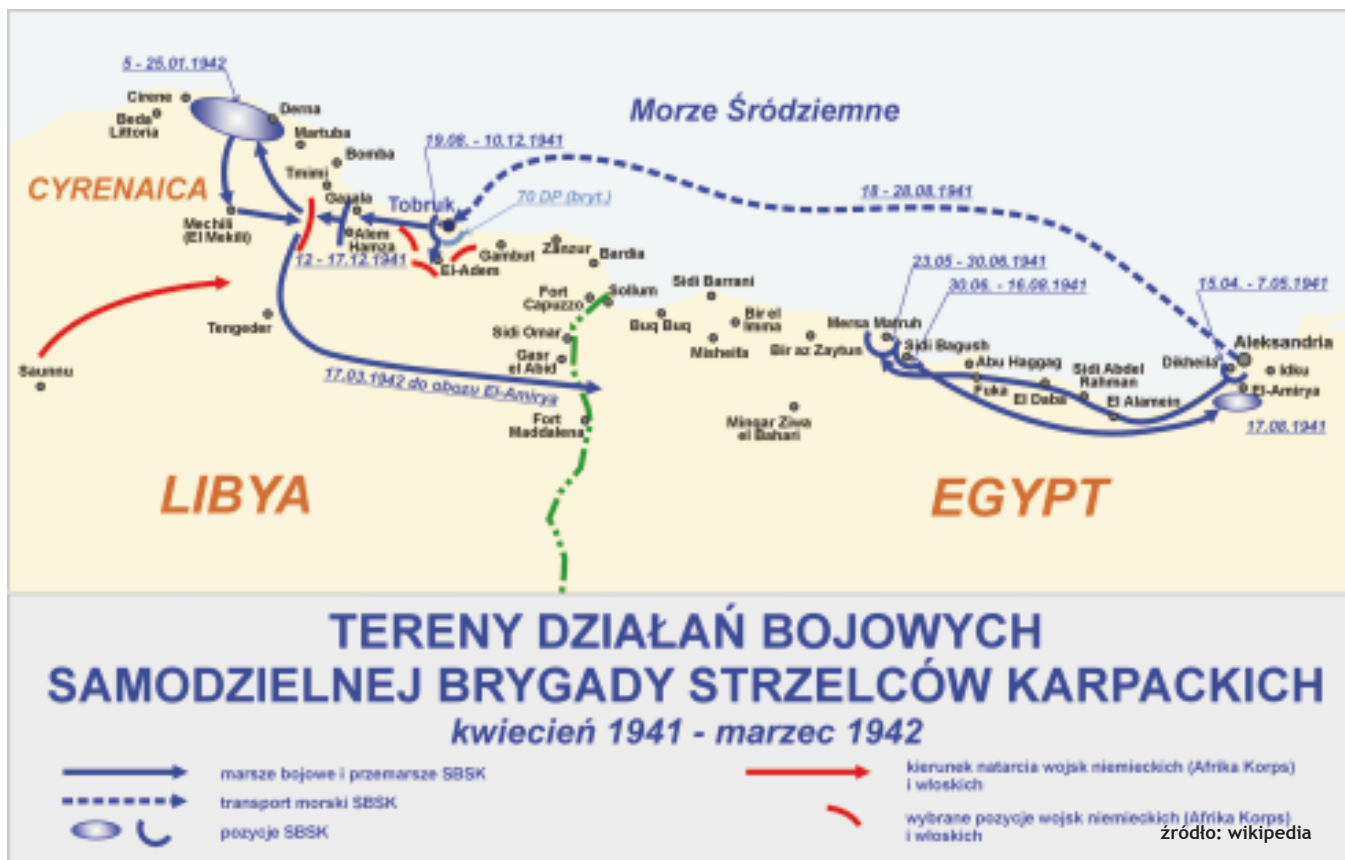 5 - 25.01.1942
Cirene
Beda
Littoria
Derna
Martuba
Bomba
Tmimi
CYRENAICA
Gazala
Mechili
(El Mekili)
Alem
Hamza
12 - 17.12.1941
Tobruk
19.08. - 10.12.1941
70 DP (bryt.)
Morze Śródziemne
18 - 28.08.1941
El-Adem
Gambut
Zanzur
Bardia
Fort
Capuzzo
Sollum
Sidi Barrani
Sidi Omar
Buq Buq
Bir el
Imma
Misheifa
Gasr
el Abid
Tengeder
Saunnu
17.03.1942 do obozu El-Amirya
Fort
Maddalena
Minqar Ziwa
el Bahari
23.05 - 30.06.1941
30.06. - 16.08.1941
15.04. - 7.05.1941
Mersa Matruh
Bir az Zaytun
Sidi Bagush
Abu Haggag
Fuka
El Daba
Sidi Abdel
Rahman
El Alamein
Dikheila
Aleksandria
Idku
El-Amirya
17.08.1941
LIBYA
EGYPT
TERENY DZIAŁAŃ BOJOWYCH
SAMODZIELNEJ BRYGADY STRZELCÓW KARPACKICH
kwiecień 1941 - marzec 1942
marsze bojowe i przemarsze SBSK
transport morski SBSK
pozycje SBSK
kierunek natarcia wojsk niemieckich (Afrika Korps)
i włoskich
wybrane pozycje wojsk niemieckich (Afrika Korps)
i włoskich
źródło: wikipedia